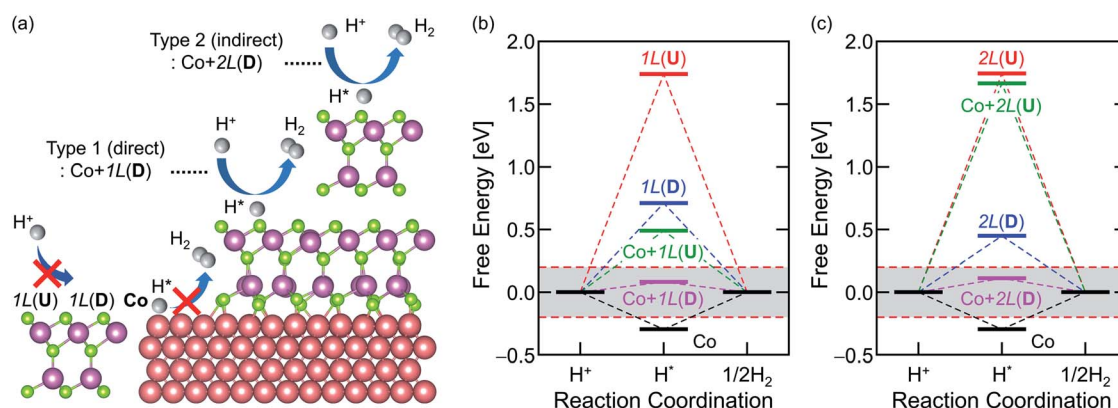 (a)
H⁺
H₂
Type 2 (indirect)
: Co+2L(D)
H*
H⁺
H₂
Type 1 (direct)
: Co+1L(D)
H*
H⁺
H₂
1L(U) 1L(D) Co
H*
(b)
Free Energy [eV]
2.0
1.5
1.0
0.5
0.0
–0.5
1L(U)
1L(D)
Co+1L(U)
Co+1L(D)
Co
H⁺
H*
1/2H₂
Reaction Coordination
(c)
Free Energy [eV]
2.0
1.5
1.0
0.5
0.0
–0.5
2L(U)
Co+2L(U)
2L(D)
Co+2L(D)
Co
H⁺
H*
1/2H₂
Reaction Coordination